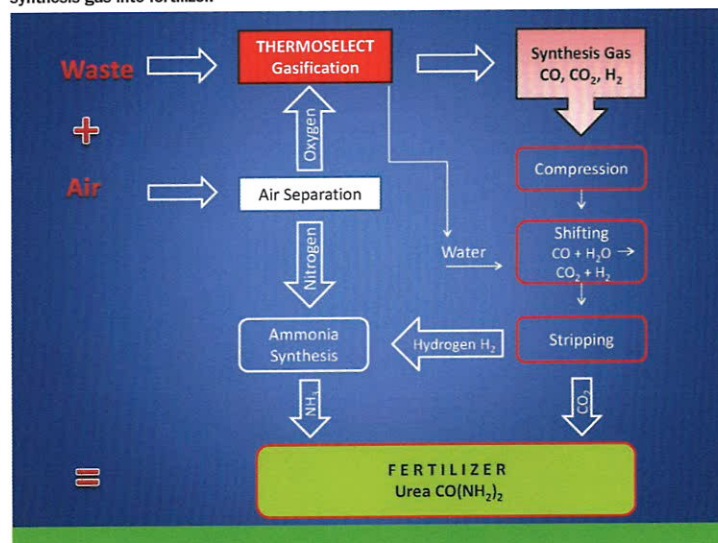 synthesis gas into fertilizer.
THERMOSELECT
Gasification
Synthesis Gas
CO, CO₂, H₂
Waste
+
Oxygen
Compression
Air
Air Separation
Shifting
CO + H₂O →
CO₂ + H₂
Water
Nitrogen
Ammonia
Synthesis
Hydrogen H₂
Stripping
NH₃
CO₂
=
FERTILIZER
Urea CO(NH₂)₂